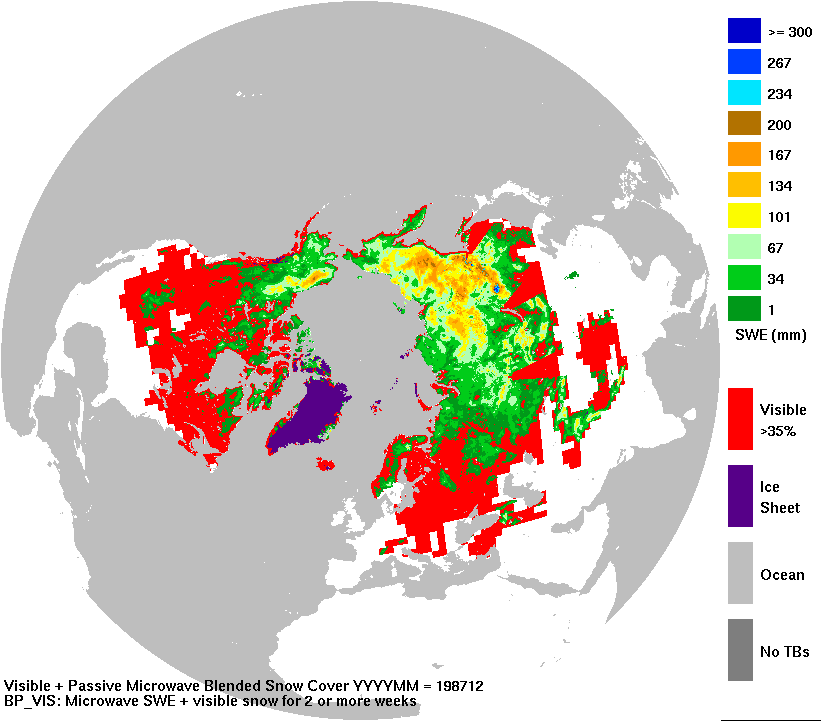 >= 300
267
234
200
167
134
101
67
34
1
SWE (mm)
Visible
>35%
Ice
Sheet
Ocean
No TBs
Visible + Passive Microwave Blended Snow Cover YYYYMM = 198712
BP_VIS: Microwave SWE + visible snow for 2 or more weeks